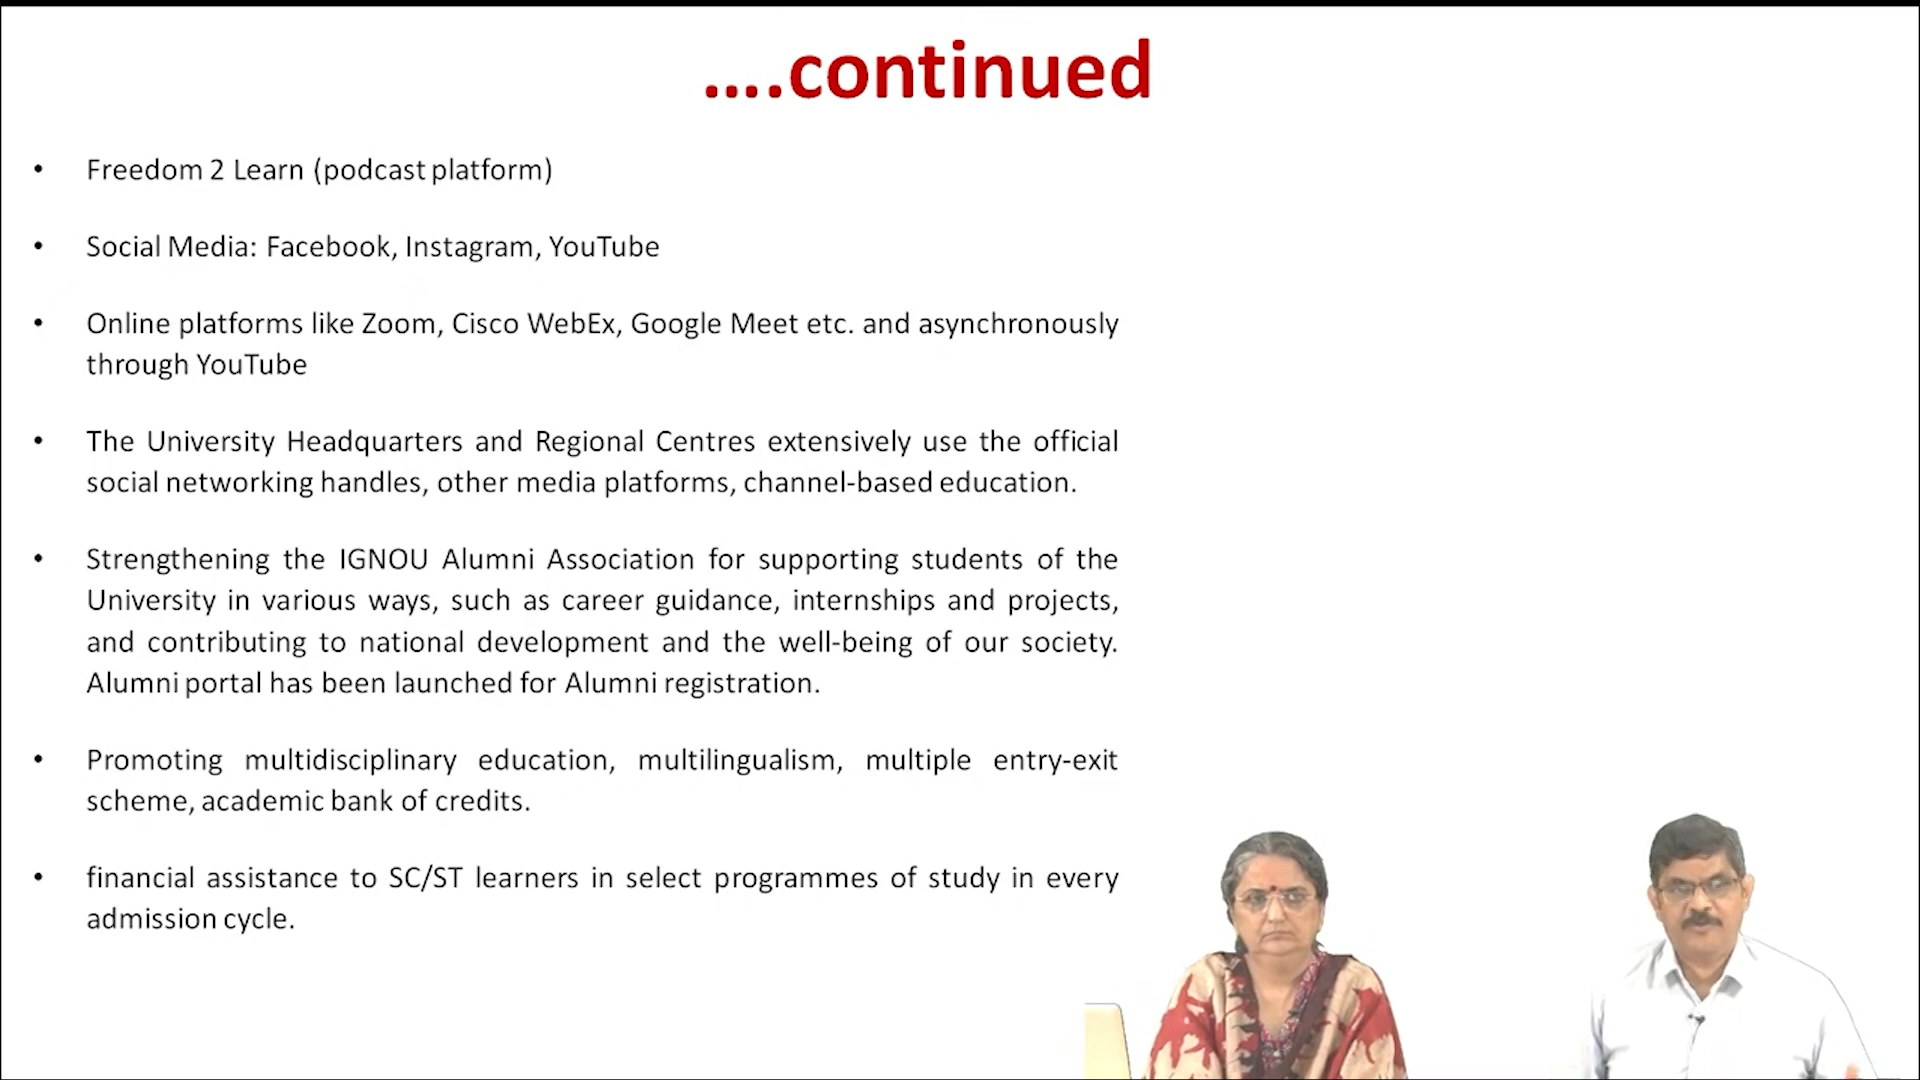 ....continued
• Freedom 2 Learn (podcast platform)
• Social Media: Facebook, Instagram, YouTube
• Online platforms like Zoom, Cisco WebEx, Google Meet etc. and asynchronously
through YouTube
• The University Headquarters and Regional Centres extensively use the official
social networking handles, other media platforms, channel-based education.
• Strengthening the IGNOU Alumni Association for supporting students of the
University in various ways, such as career guidance, internships and projects,
and contributing to national development and the well-being of our society.
Alumni portal has been launched for Alumni registration.
• Promoting multidisciplinary education, multilingualism, multiple entry-exit
scheme, academic bank of credits.
• financial assistance to SC/ST learners in select programmes of study in every
admission cycle.